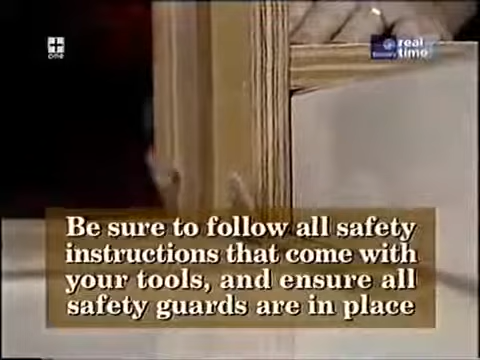 one
real
time
Be sure to follow all safety
instructions that come with
your tools, and ensure all
safety guards are in place